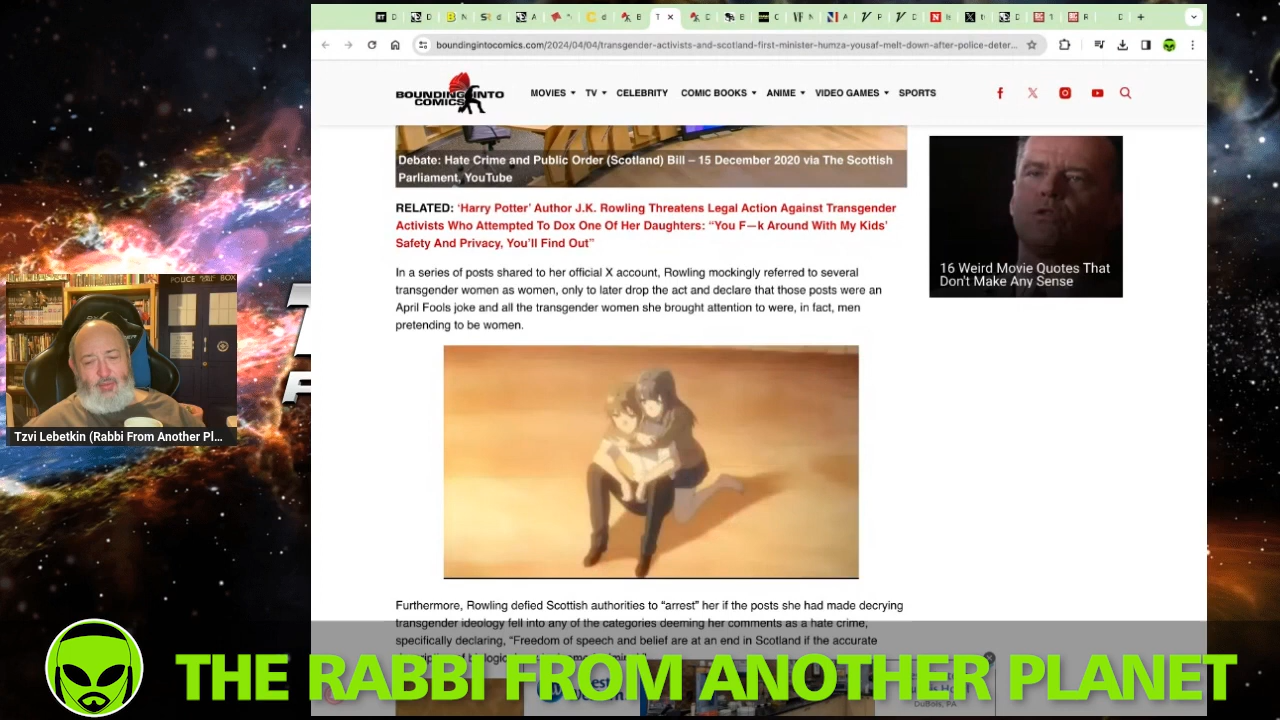 boundingintocomics.com/2024/04/04/transgender-activists-and-scotland-first-minister-humza-yousaf-melt-down-after-police-deter...
BOUNDING INTO
COMICS
MOVIES TV CELEBRITY COMIC BOOKS ANIME VIDEO GAMES SPORTS
Debate: Hate Crime and Public Order (Scotland) Bill – 15 December 2020 via The Scottish
Parliament, YouTube
RELATED: ‘Harry Potter’ Author J.K. Rowling Threatens Legal Action Against Transgender
Activists Who Attempted To Dox One Of Her Daughters: “You F—k Around With My Kids’
Safety And Privacy, You’ll Find Out”
16 Weird Movie Quotes That
Don't Make Any Sense
In a series of posts shared to her official X account, Rowling mockingly referred to several
transgender women as women, only to later drop the act and declare that those posts were an
April Fools joke and all the transgender women she brought attention to were, in fact, men
pretending to be women.
POLICE BOX
Tzvi Lebetkin (Rabbi From Another Pl...
Furthermore, Rowling defied Scottish authorities to “arrest” her if the posts she had made decrying
transgender ideology fell into any of the categories deeming her comments as a hate crime,
specifically declaring, “Freedom of speech and belief are at an end in Scotland if the accurate
THE RABBI FROM ANOTHER PLANET
DuBois, PA